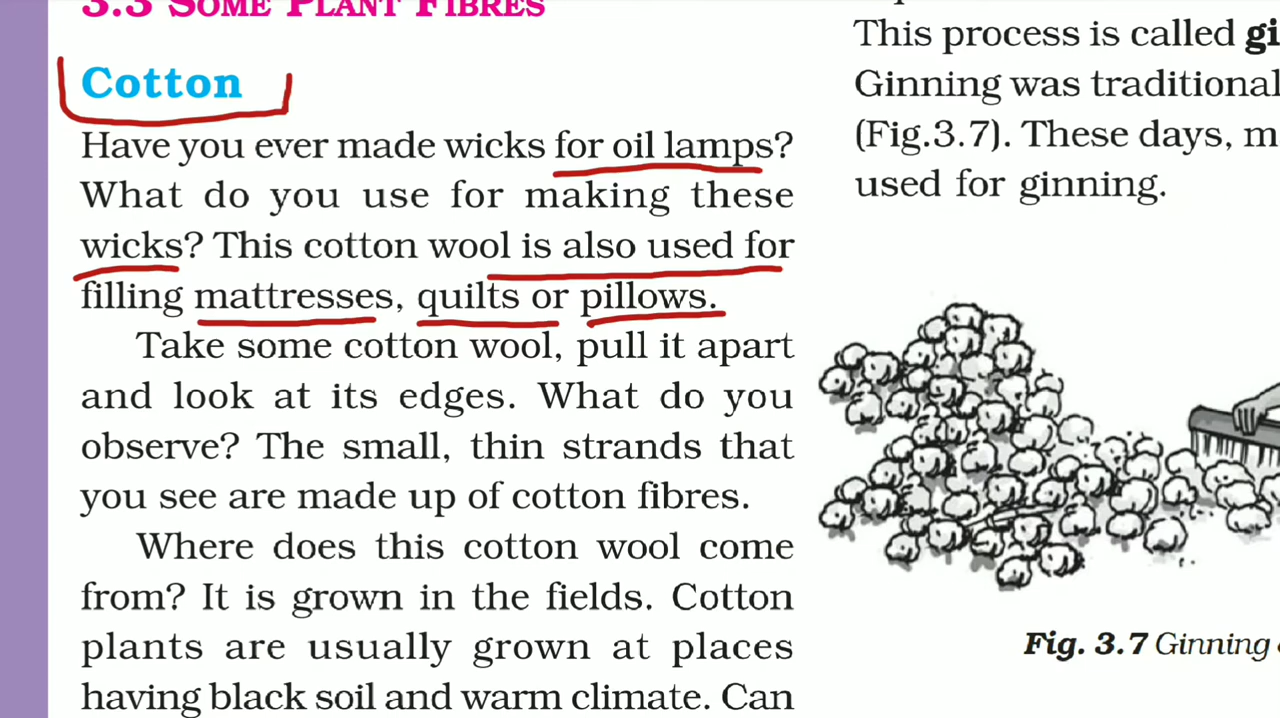 3.3 SOME PLANT FIBRES
Cotton
Have you ever made wicks for oil lamps?
What do you use for making these
wicks? This cotton wool is also used for
filling mattresses, quilts or pillows.
Take some cotton wool, pull it apart
and look at its edges. What do you
observe? The small, thin strands that
you see are made up of cotton fibres.
Where does this cotton wool come
from? It is grown in the fields. Cotton
plants are usually grown at places
having black soil and warm climate. Can
This process is called
Ginning was traditional
(Fig.3.7). These days,
used for ginning.
Fig. 3.7 Ginning